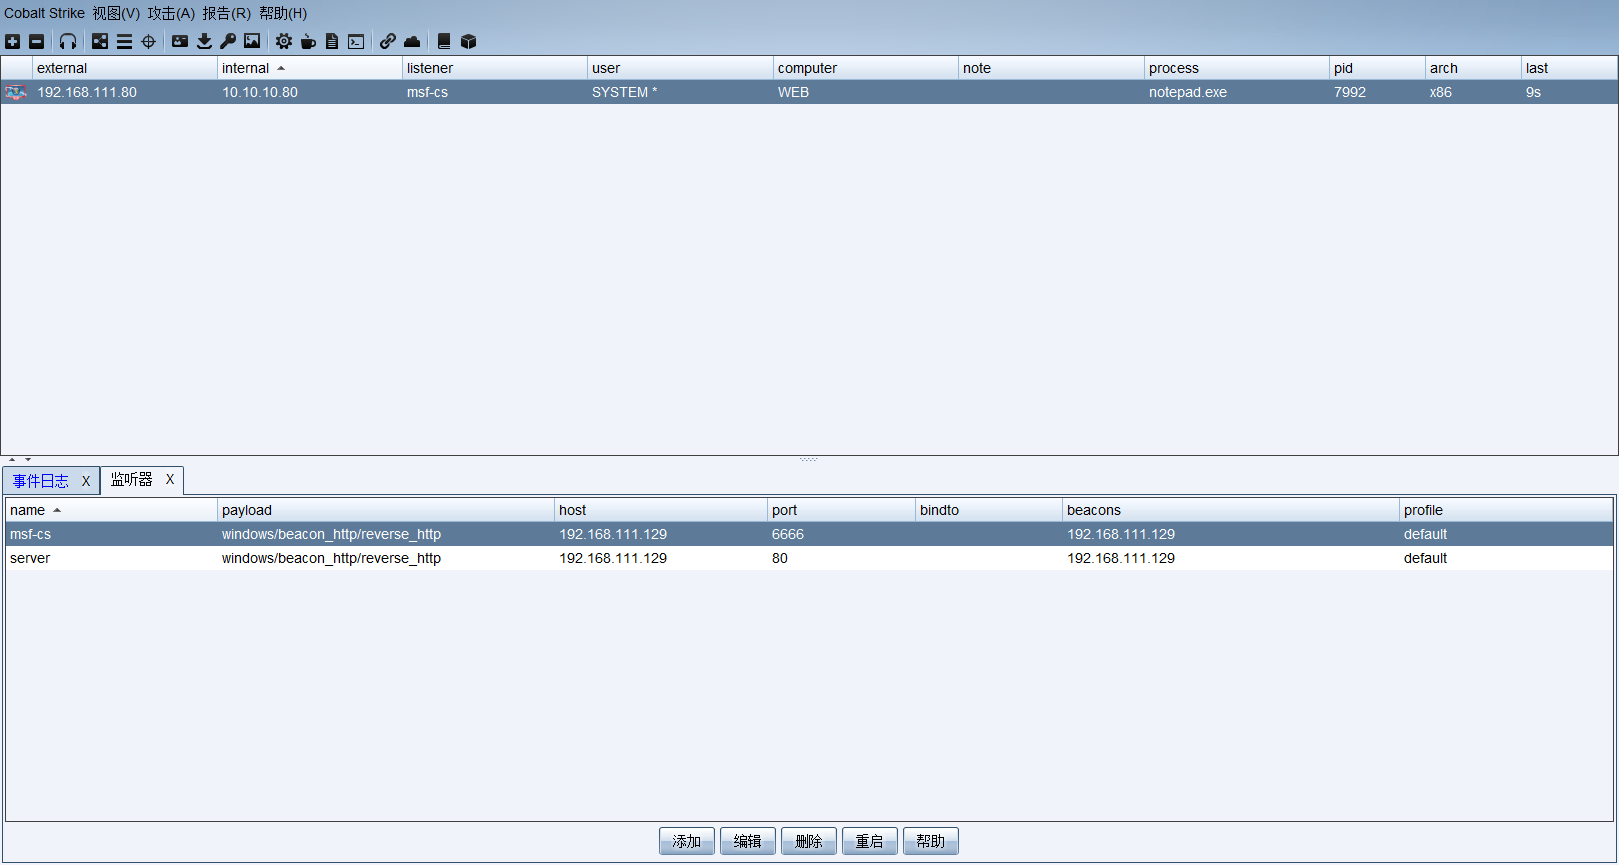 Cobalt Strike 视图(V) 攻击(A) 报告(R) 帮助(H)
external internal listener user computer note process pid arch last
192.168.111.80 10.10.10.80 msf-cs SYSTEM * WEB notepad.exe 7992 x86 9s
事件日志 X 监听器 X
name payload host port bindto beacons profile
msf-cs windows/beacon_http/reverse_http 192.168.111.129 6666 192.168.111.129 default
server windows/beacon_http/reverse_http 192.168.111.129 80 192.168.111.129 default
添加 编辑 删除 重启 帮助